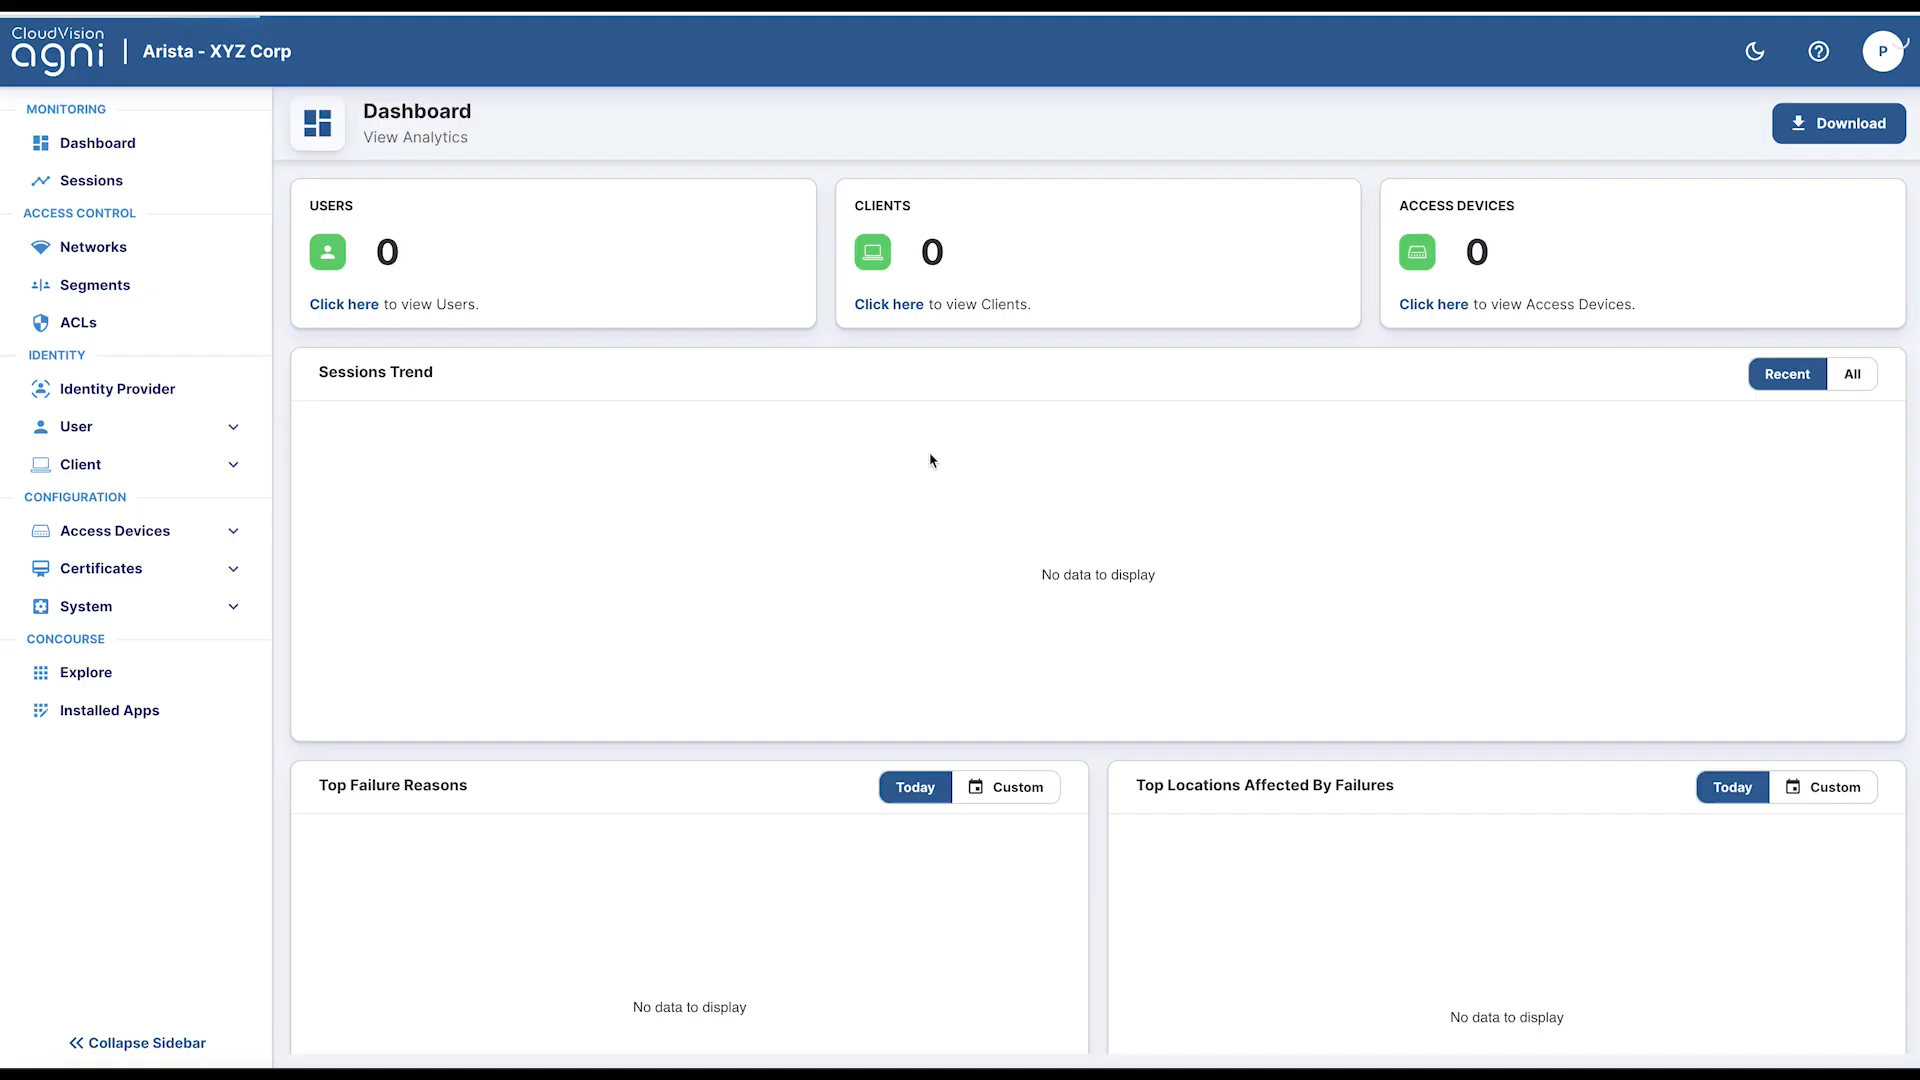 CloudVision
agni
Arista - XYZ Corp
P
MONITORING
Dashboard
Sessions
ACCESS CONTROL
Networks
Segments
ACLs
IDENTITY
Identity Provider
User
Client
CONFIGURATION
Access Devices
Certificates
System
CONCOURSE
Explore
Installed Apps
Collapse Sidebar
Dashboard
View Analytics
Download
USERS
0
Click here to view Users.
CLIENTS
0
Click here to view Clients.
ACCESS DEVICES
0
Click here to view Access Devices.
Sessions Trend
Recent
All
No data to display
Top Failure Reasons
Today
Custom
No data to display
Top Locations Affected By Failures
Today
Custom
No data to display